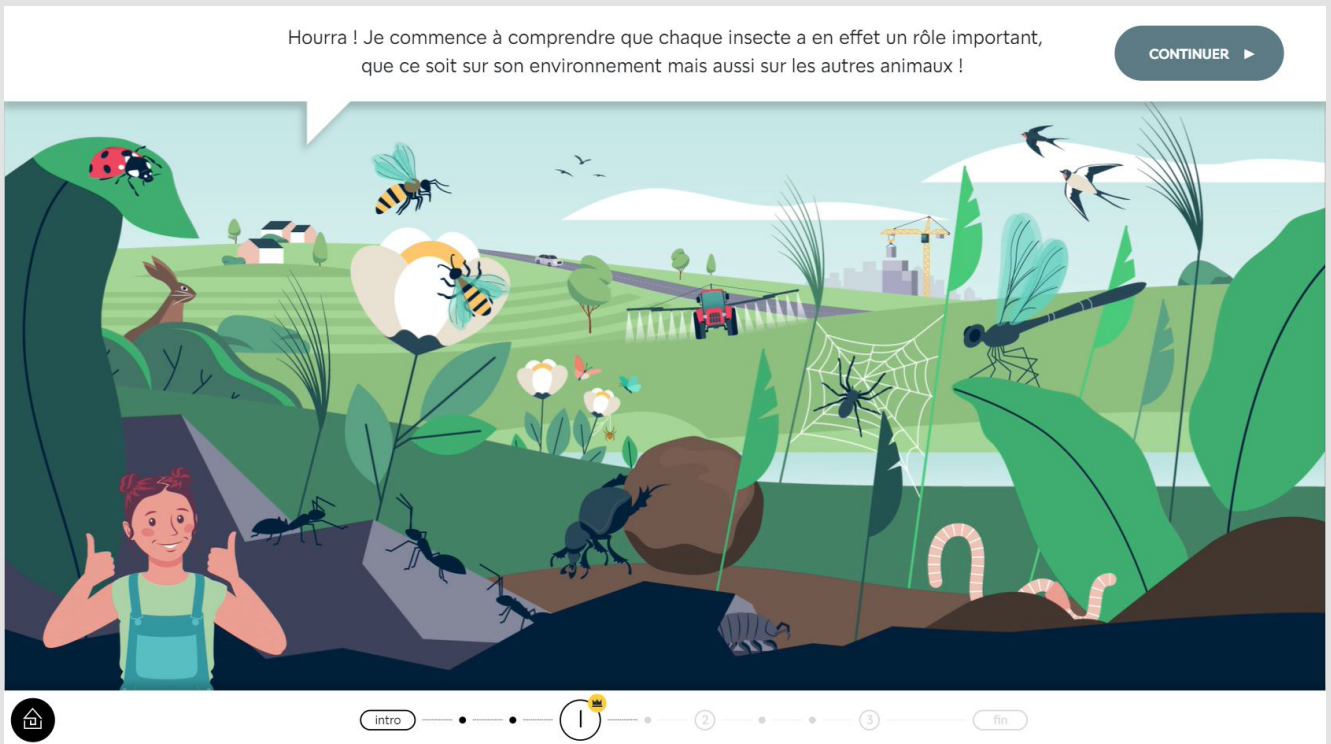 Hourra ! Je commence à comprendre que chaque insecte a en effet un rôle important,
que ce soit sur son environnement mais aussi sur les autres animaux !
CONTINUER ►
intro
1
2
3
fin